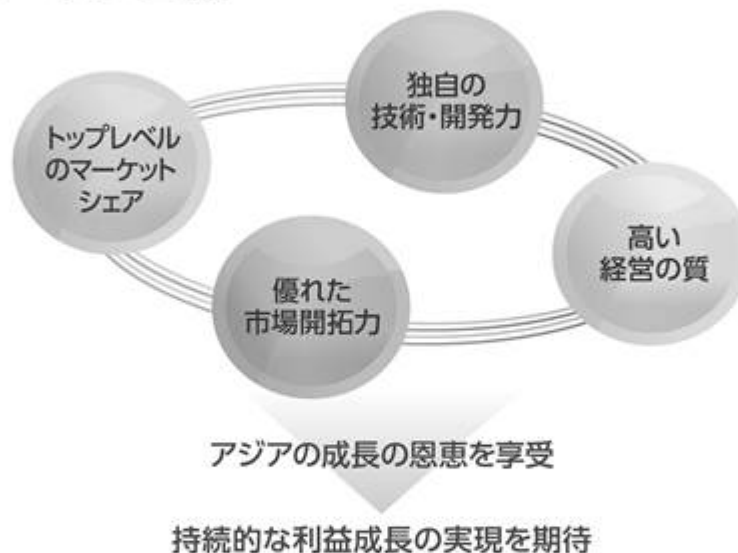 独自の
技術・開発力
トップレベル
のマーケット
シェア
高い
経営の質
優れた
市場開拓力
アジアの成長の恩恵を享受
持続的な利益成長の実現を期待